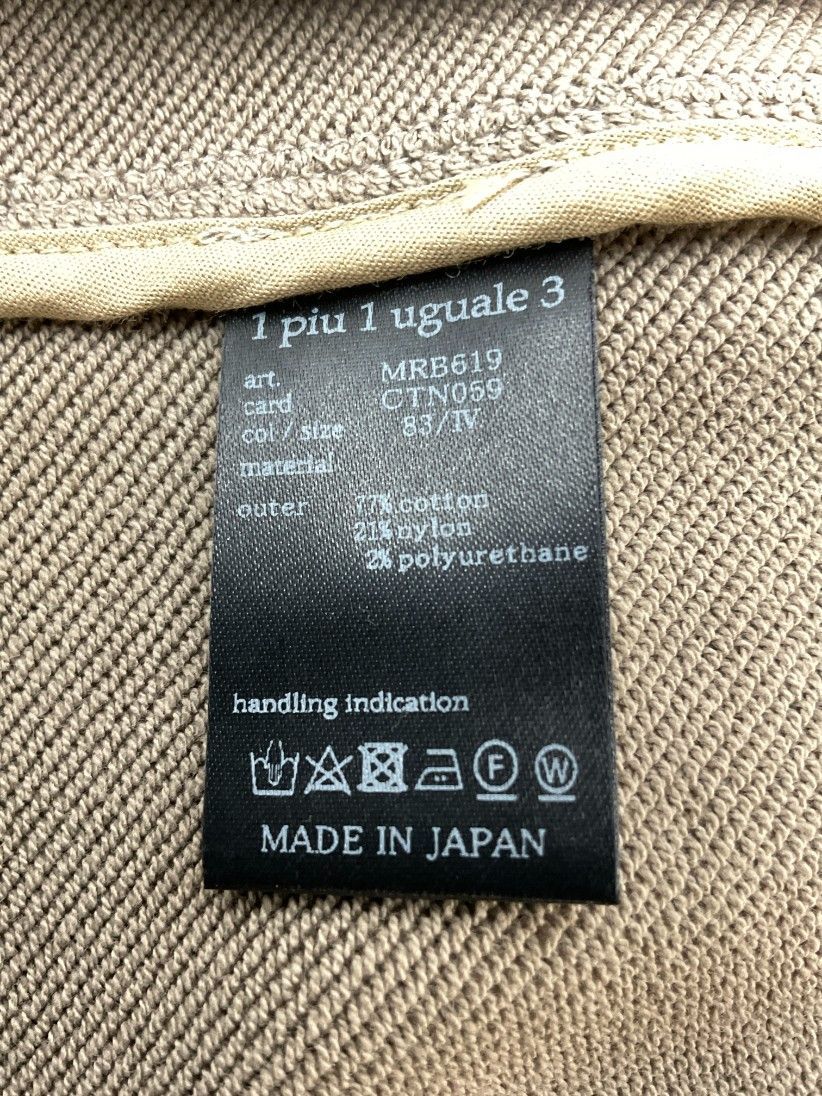 1 piu 1 uguale 3
art. MRB619
card CTN059
col / size 83/IV
material
outer 77% cotton
21% nylon
2% polyurethane
handling indication
F W
MADE IN JAPAN